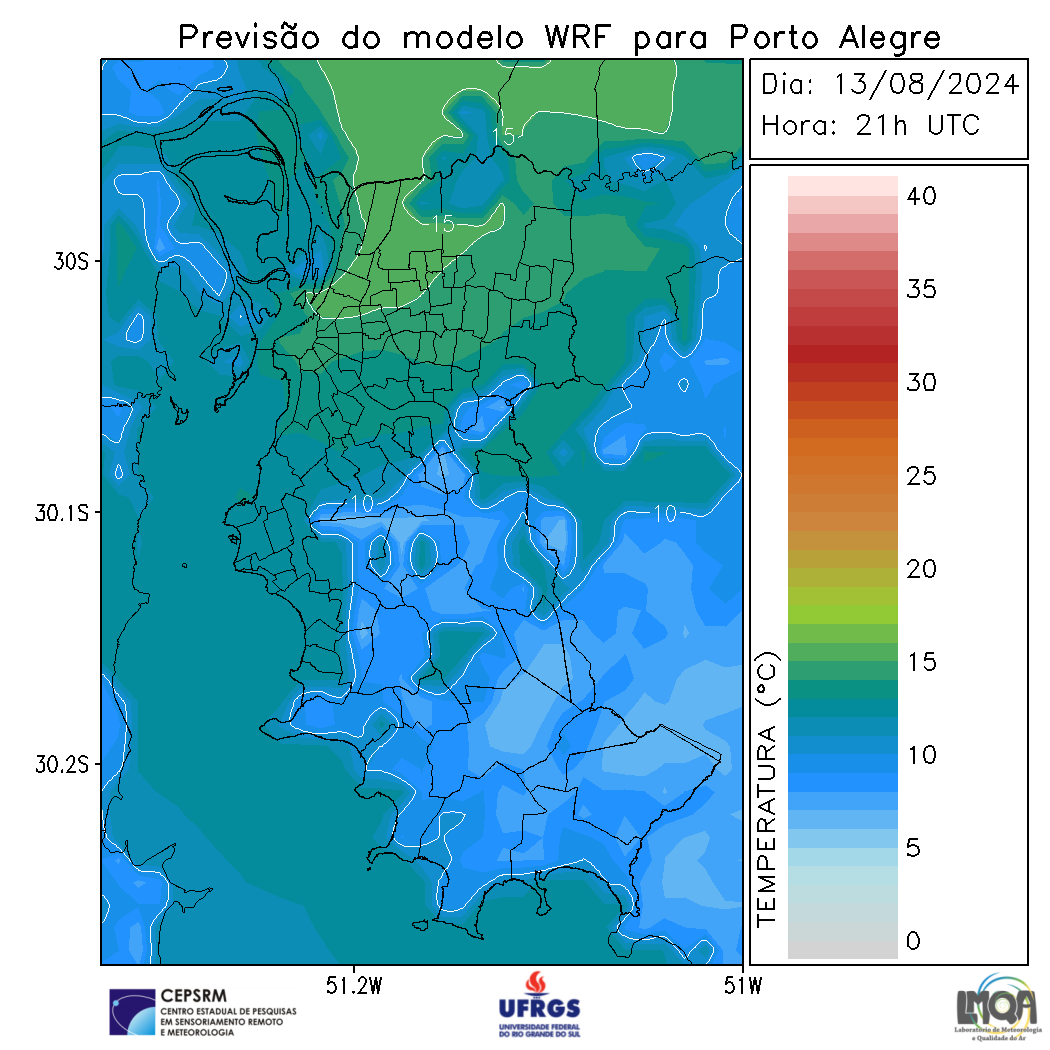 Previsão do modelo WRF para Porto Alegre
Dia: 13/08/2024
Hora: 21h UTC
15
15
10
10
30S
30.1S
30.2S
51.2W
51W
TEMPERATURA (°C)
40
35
30
25
20
15
10
5
0
CEPSRM
CENTRO ESTADUAL DE PESQUISAS
EM SENSORIAMENTO REMOTO
E METEOROLOGIA
UFRGS
UNIVERSIDADE FEDERAL
DO RIO GRANDE DO SUL
LMQA
Laboratório de Meteorologia
e Qualidade do Ar